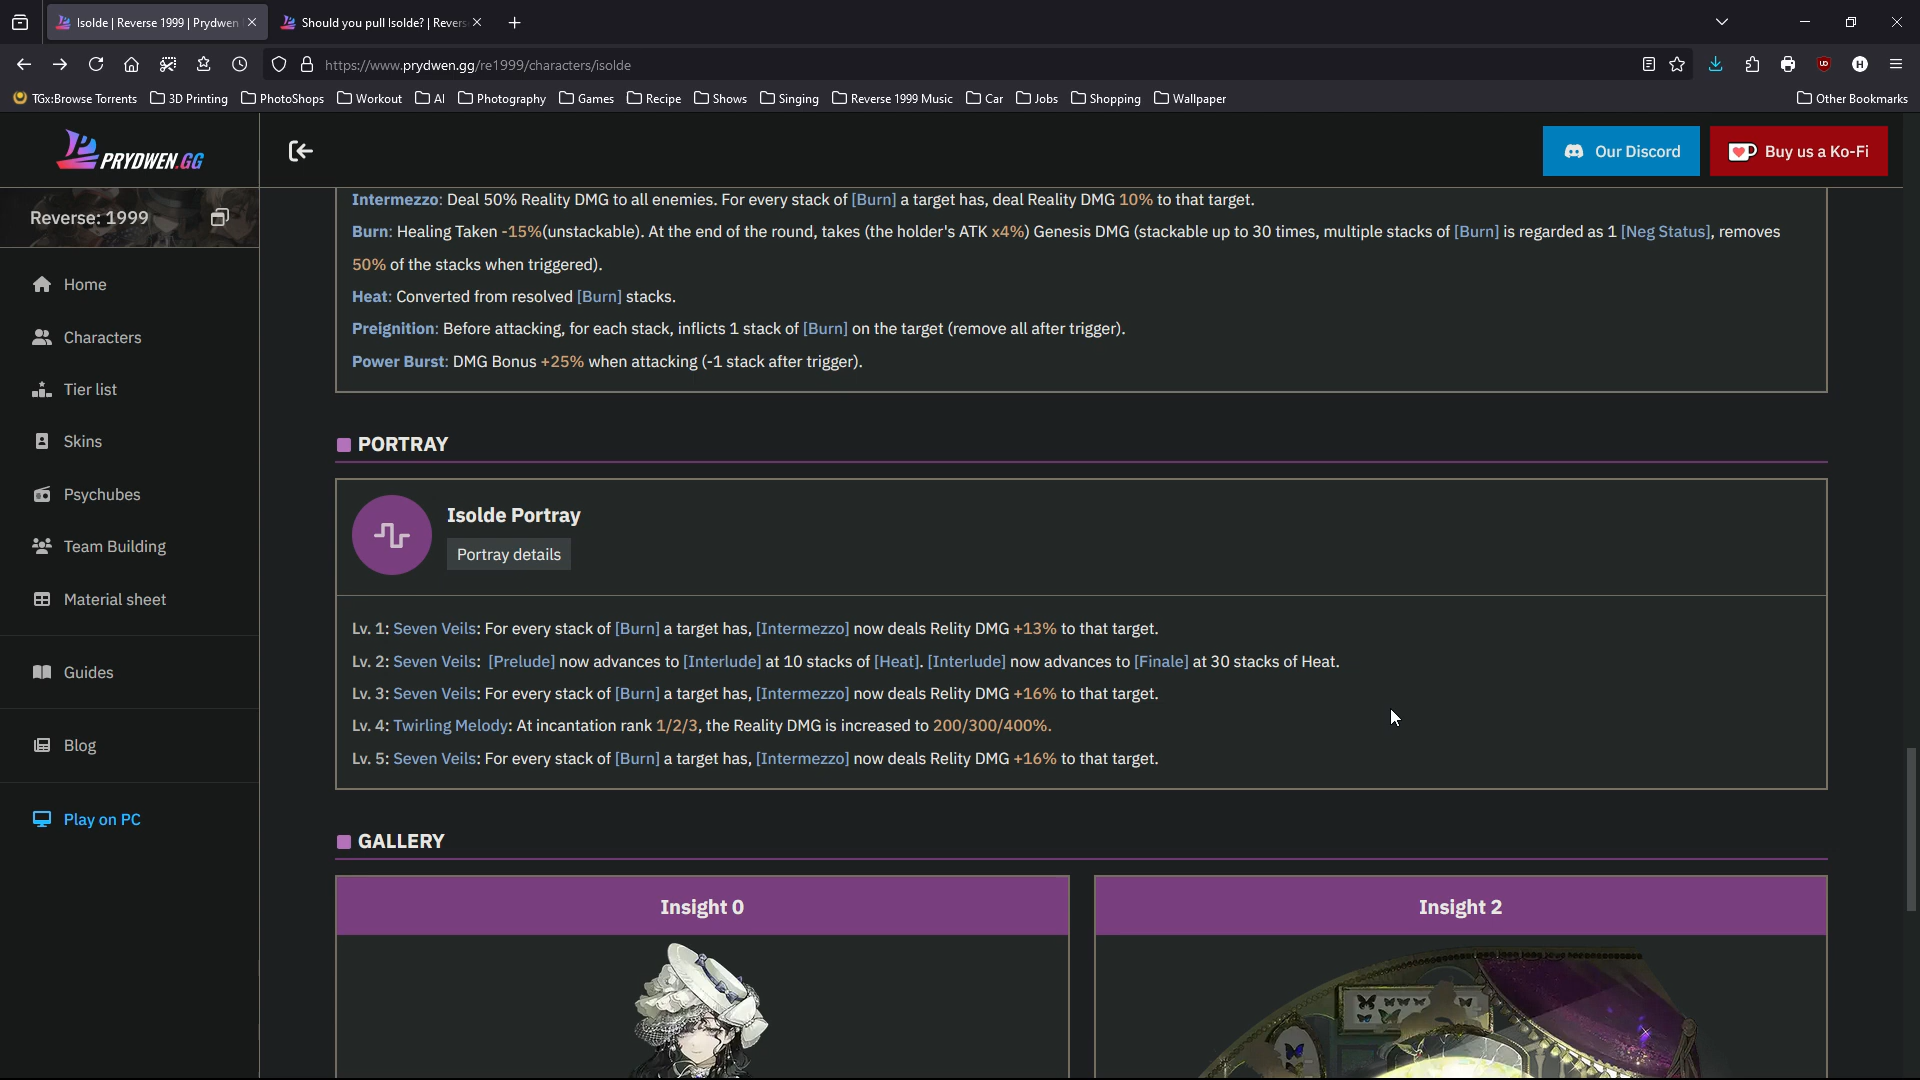 Isolde | Reverse 1999 | Prydwen
Should you pull Isolde? | Revers
https://www.prydwen.gg/re1999/characters/isolde
TGx:Browse Torrents
3D Printing
PhotoShops
Workout
AI
Photography
Games
Recipe
Shows
Singing
Reverse 1999 Music
Car
Jobs
Shopping
Wallpaper
Other Bookmarks
PRYDWEN.GG
Our Discord
Buy us a Ko-Fi
Reverse: 1999
Home
Characters
Tier list
Skins
Psychubes
Team Building
Material sheet
Guides
Blog
Play on PC
Intermezzo: Deal 50% Reality DMG to all enemies. For every stack of [Burn] a target has, deal Reality DMG 10% to that target.
Burn: Healing Taken -15%(unstackable). At the end of the round, takes (the holder's ATK x4%) Genesis DMG (stackable up to 30 times, multiple stacks of [Burn] is regarded as 1 [Neg Status], removes
50% of the stacks when triggered).
Heat: Converted from resolved [Burn] stacks.
Preignition: Before attacking, for each stack, inflicts 1 stack of [Burn] on the target (remove all after trigger).
Power Burst: DMG Bonus +25% when attacking (-1 stack after trigger).
PORTRAY
Isolde Portray
Portray details
Lv. 1: Seven Veils: For every stack of [Burn] a target has, [Intermezzo] now deals Relity DMG +13% to that target.
Lv. 2: Seven Veils: [Prelude] now advances to [Interlude] at 10 stacks of [Heat]. [Interlude] now advances to [Finale] at 30 stacks of Heat.
Lv. 3: Seven Veils: For every stack of [Burn] a target has, [Intermezzo] now deals Relity DMG +16% to that target.
Lv. 4: Twirling Melody: At incantation rank 1/2/3, the Reality DMG is increased to 200/300/400%.
Lv. 5: Seven Veils: For every stack of [Burn] a target has, [Intermezzo] now deals Relity DMG +16% to that target.
GALLERY
Insight 0
Insight 2